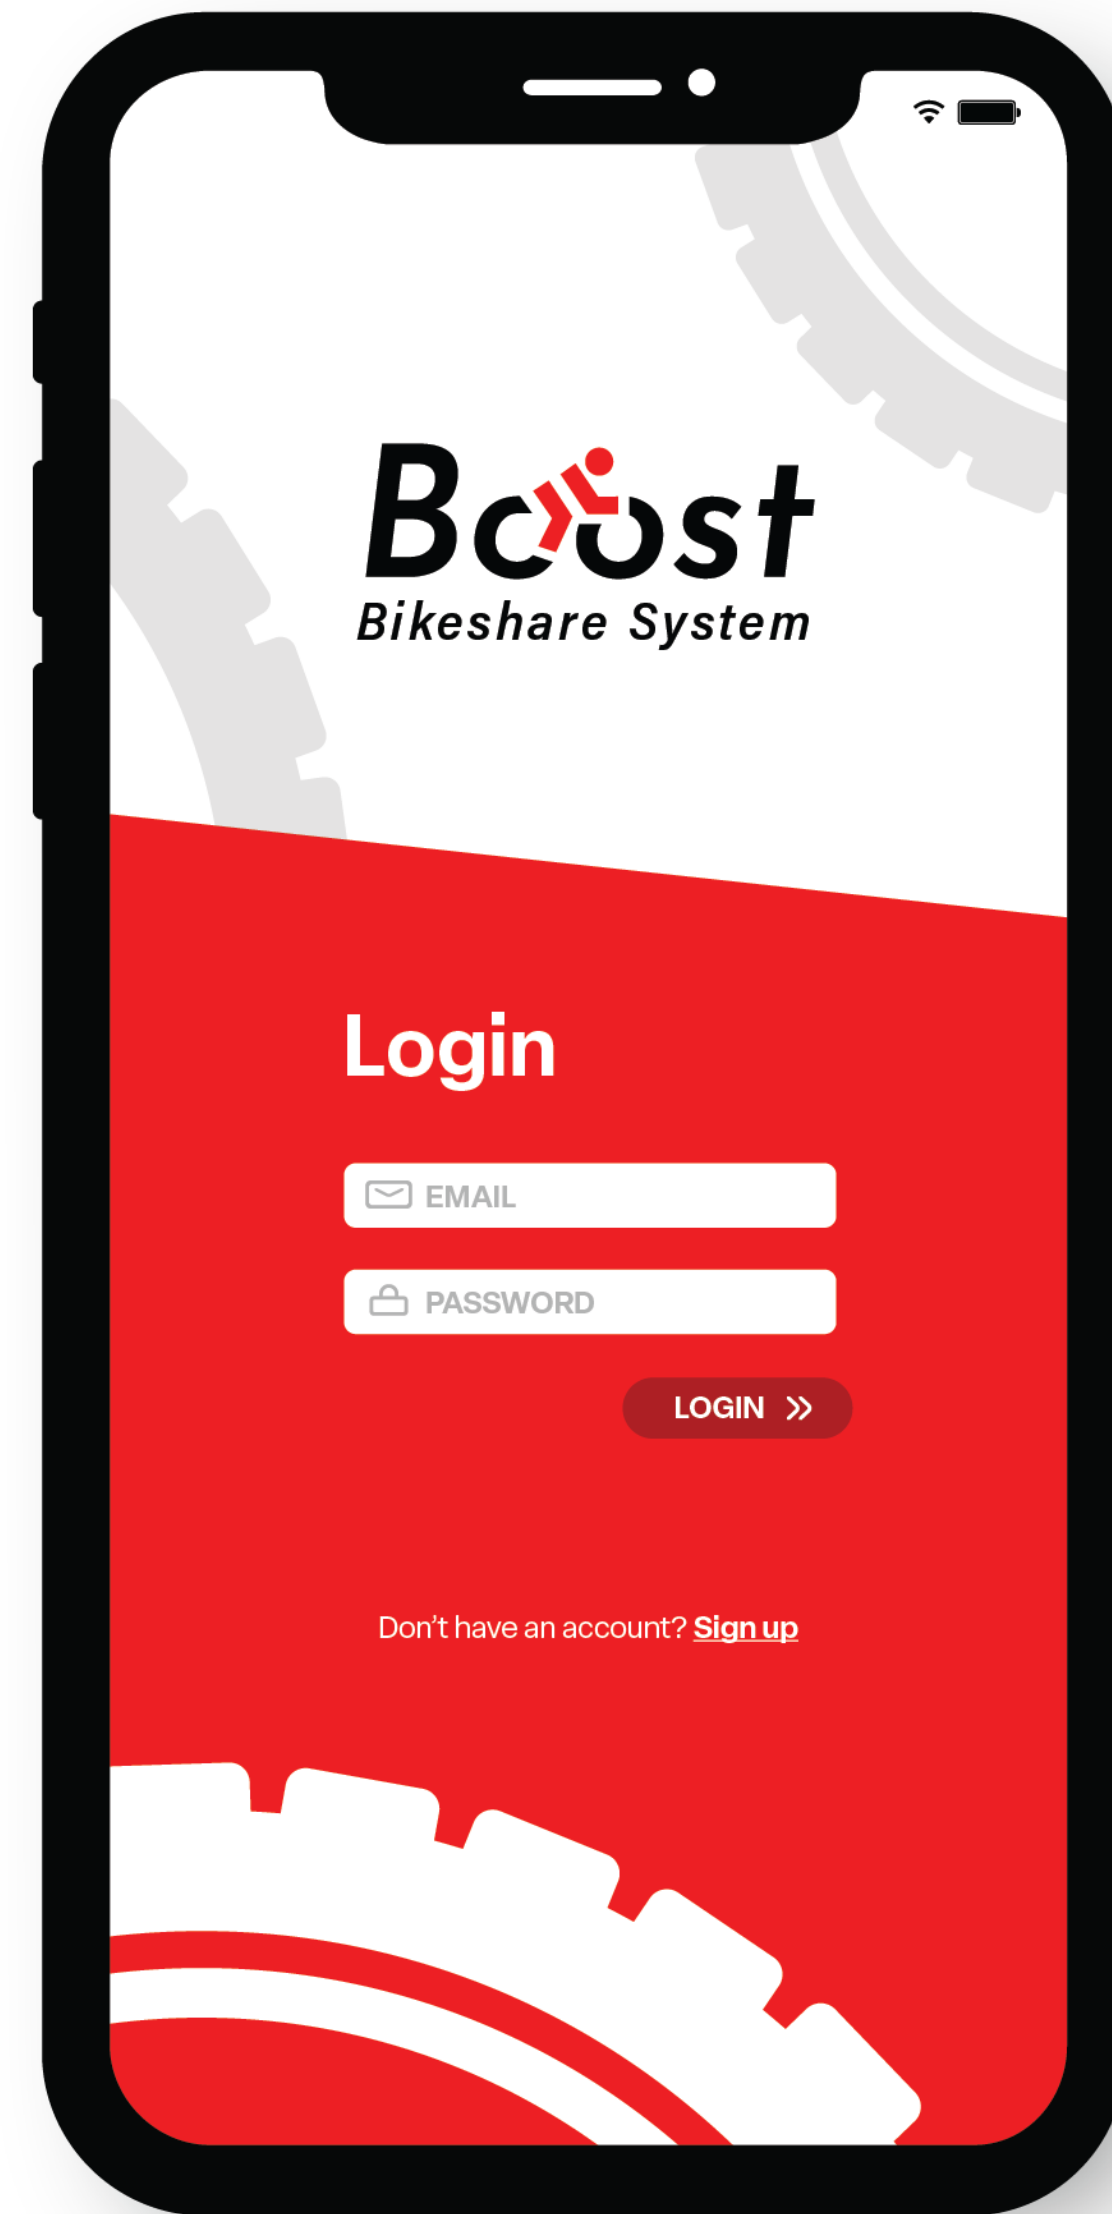 Boost
Bikeshare System
Login
EMAIL
PASSWORD
LOGIN
Don't have an account? Sign up